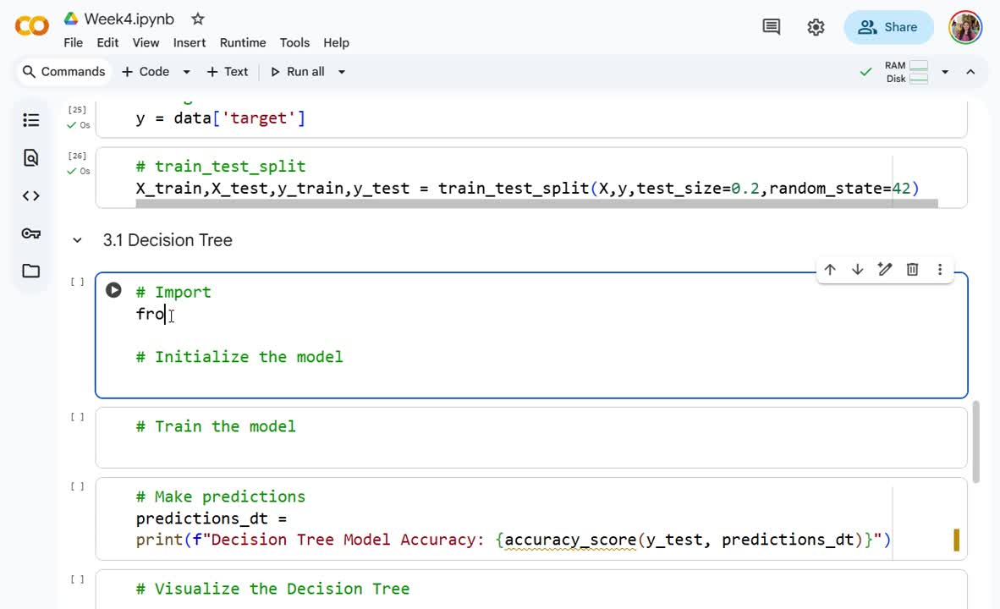 Week4.ipynb
File Edit View Insert Runtime Tools Help
Share
Commands + Code + Text Run all
RAM
Disk
[25]
0s
y = data['target']
[26]
0s
# train_test_split
X_train,X_test,y_train,y_test = train_test_split(X,y,test_size=0.2,random_state=42)
3.1 Decision Tree
[ ]
# Import
fro
# Initialize the model
[ ]
# Train the model
[ ]
# Make predictions
predictions_dt =
print(f"Decision Tree Model Accuracy: {accuracy_score(y_test, predictions_dt)}")
[ ]
# Visualize the Decision Tree